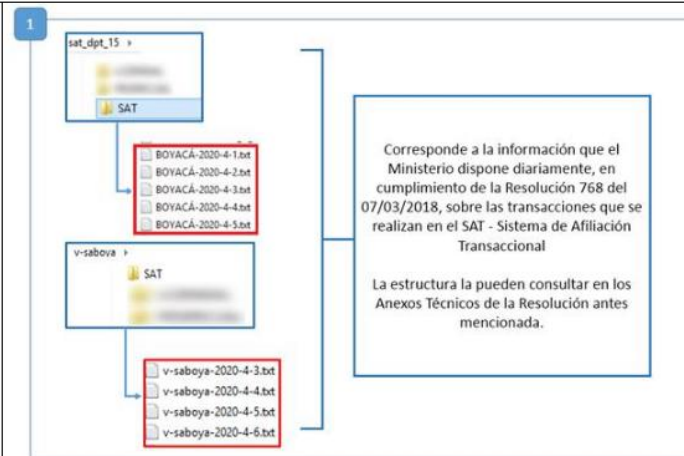 1
sat_dpt_15
SAT
BOYACÁ-2020-4-1.txt
BOYACÁ-2020-4-2.txt
BOYACÁ-2020-4-3.txt
BOYACÁ-2020-4-4.txt
BOYACÁ-2020-4-5.txt
v-saboya
SAT
v-saboya-2020-4-3.txt
v-saboya-2020-4-4.txt
v-saboya-2020-4-5.txt
v-saboya-2020-4-6.txt
Corresponde a la información que el
Ministerio dispone diariamente, en
cumplimiento de la Resolución 768 del
07/03/2018, sobre las transacciones que se
realizan en el SAT - Sistema de Afiliación
Transaccional
La estructura la pueden consultar en los
Anexos Técnicos de la Resolución antes
mencionada.